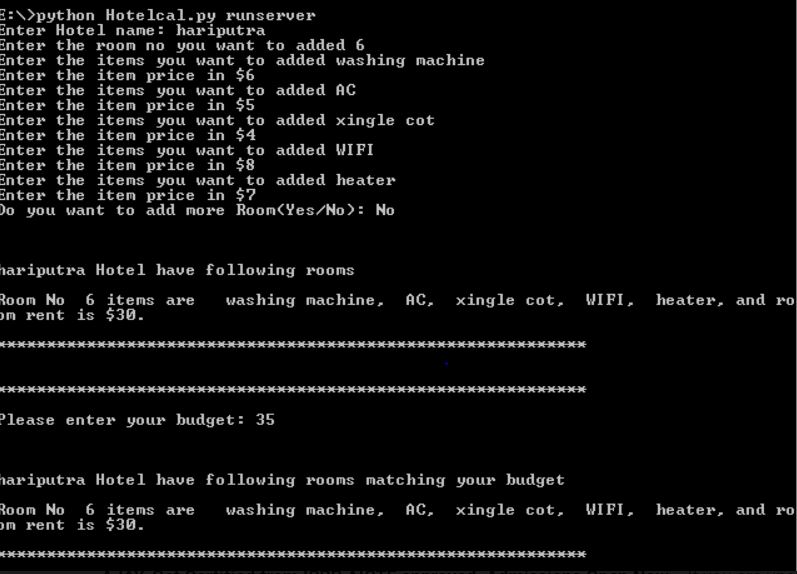 E:\>python Hotelcal.py runserver
Enter Hotel name: hariputra
Enter the room no you want to added 6
Enter the items you want to added washing machine
Enter the item price in $6
Enter the items you want to added AC
Enter the item price in $5
Enter the items you want to added xingle cot
Enter the item price in $4
Enter the items you want to added WIFI
Enter the item price in $8
Enter the items you want to added heater
Enter the item price in $7
Do you want to add more Room(Yes/No): No
hariputra Hotel have following rooms
Room No  6 items are   washing machine,  AC,  xingle cot,  WIFI,  heater, and ro
om rent is $30.
***********************************************************
***********************************************************
Please enter your budget: 35
hariputra Hotel have following rooms matching your budget
Room No  6 items are   washing machine,  AC,  xingle cot,  WIFI,  heater, and ro
om rent is $30.
***********************************************************